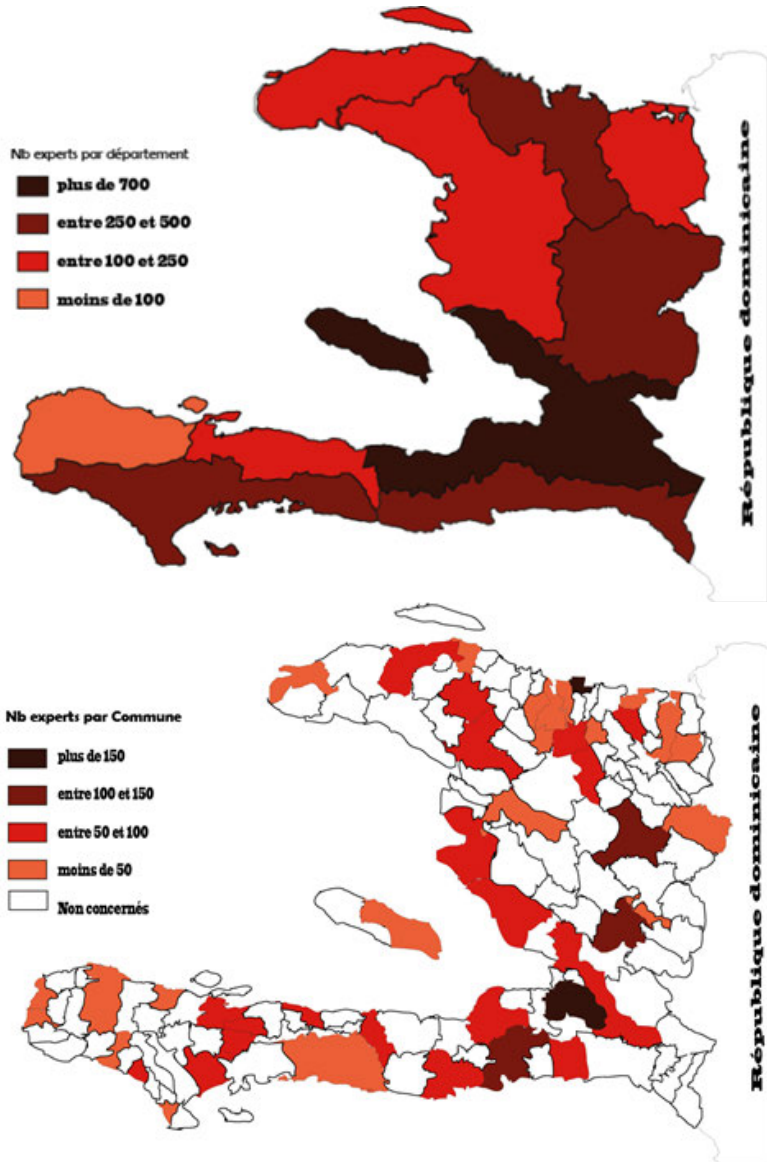 Nb experts par département
plus de 700
entre 250 et 500
entre 100 et 250
moins de 100
République dominicaine
Nb experts par Commune
plus de 150
entre 100 et 150
entre 50 et 100
moins de 50
Non concernés
République dominicaine